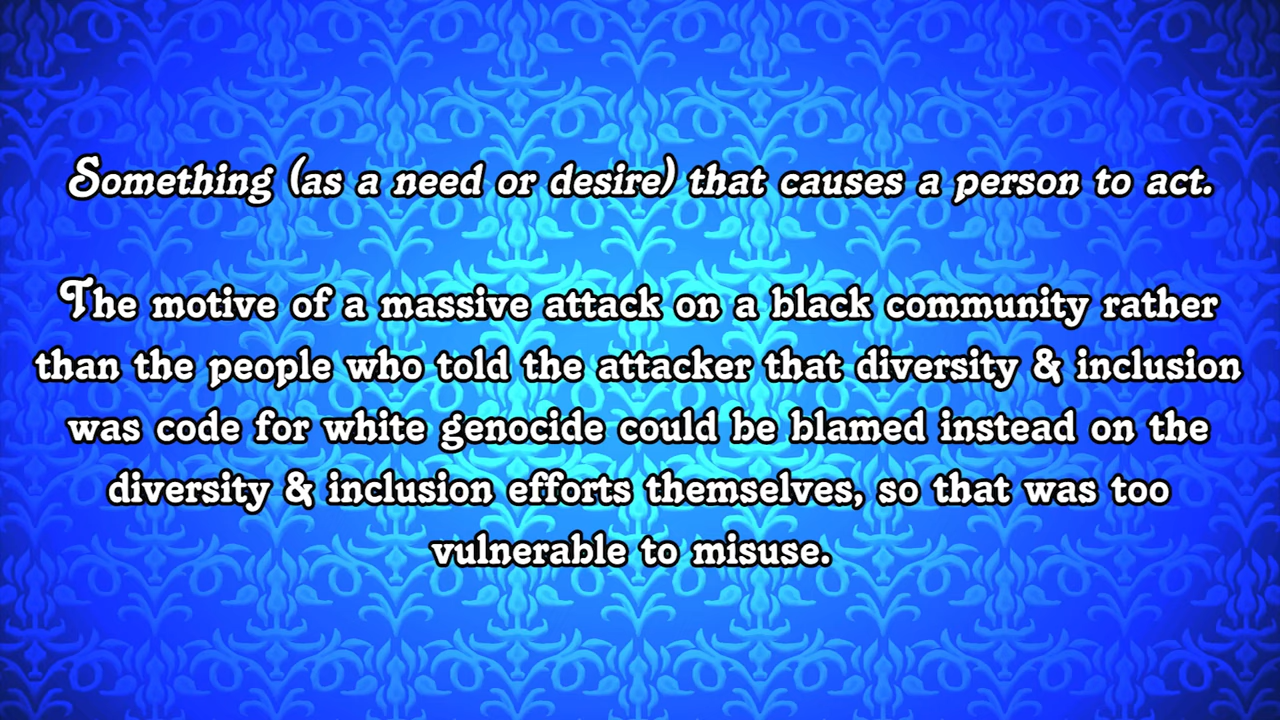 Something (as a need or desire) that causes a person to act.
The motive of a massive attack on a black community rather
than the people who told the attacker that diversity & inclusion
was code for white genocide could be blamed instead on the
diversity & inclusion efforts themselves, so that was too
vulnerable to misuse.